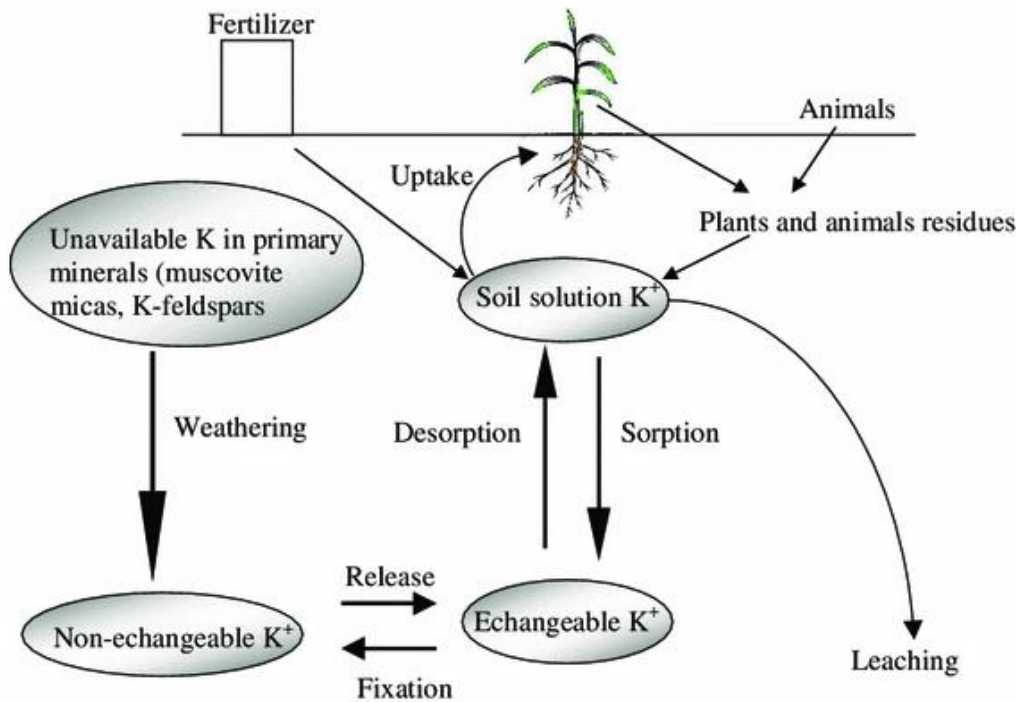 Fertilizer
Animals
Uptake
Plants and animals residues
Unavailable K in primary
minerals (muscovite
micas, K-feldspars
Soil solution K⁺
Weathering
Desorption
Sorption
Release
Non-echangeable K⁺
Echangeable K⁺
Fixation
Leaching